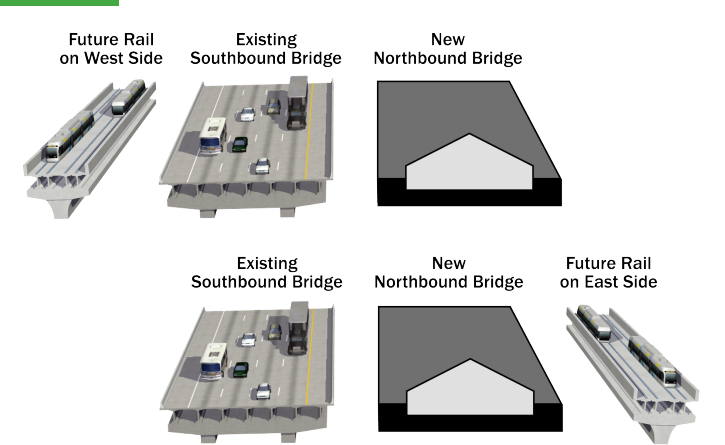 Future Rail
on West Side
Existing
Southbound Bridge
New
Northbound Bridge
Existing
Southbound Bridge
New
Northbound Bridge
Future Rail
on East Side